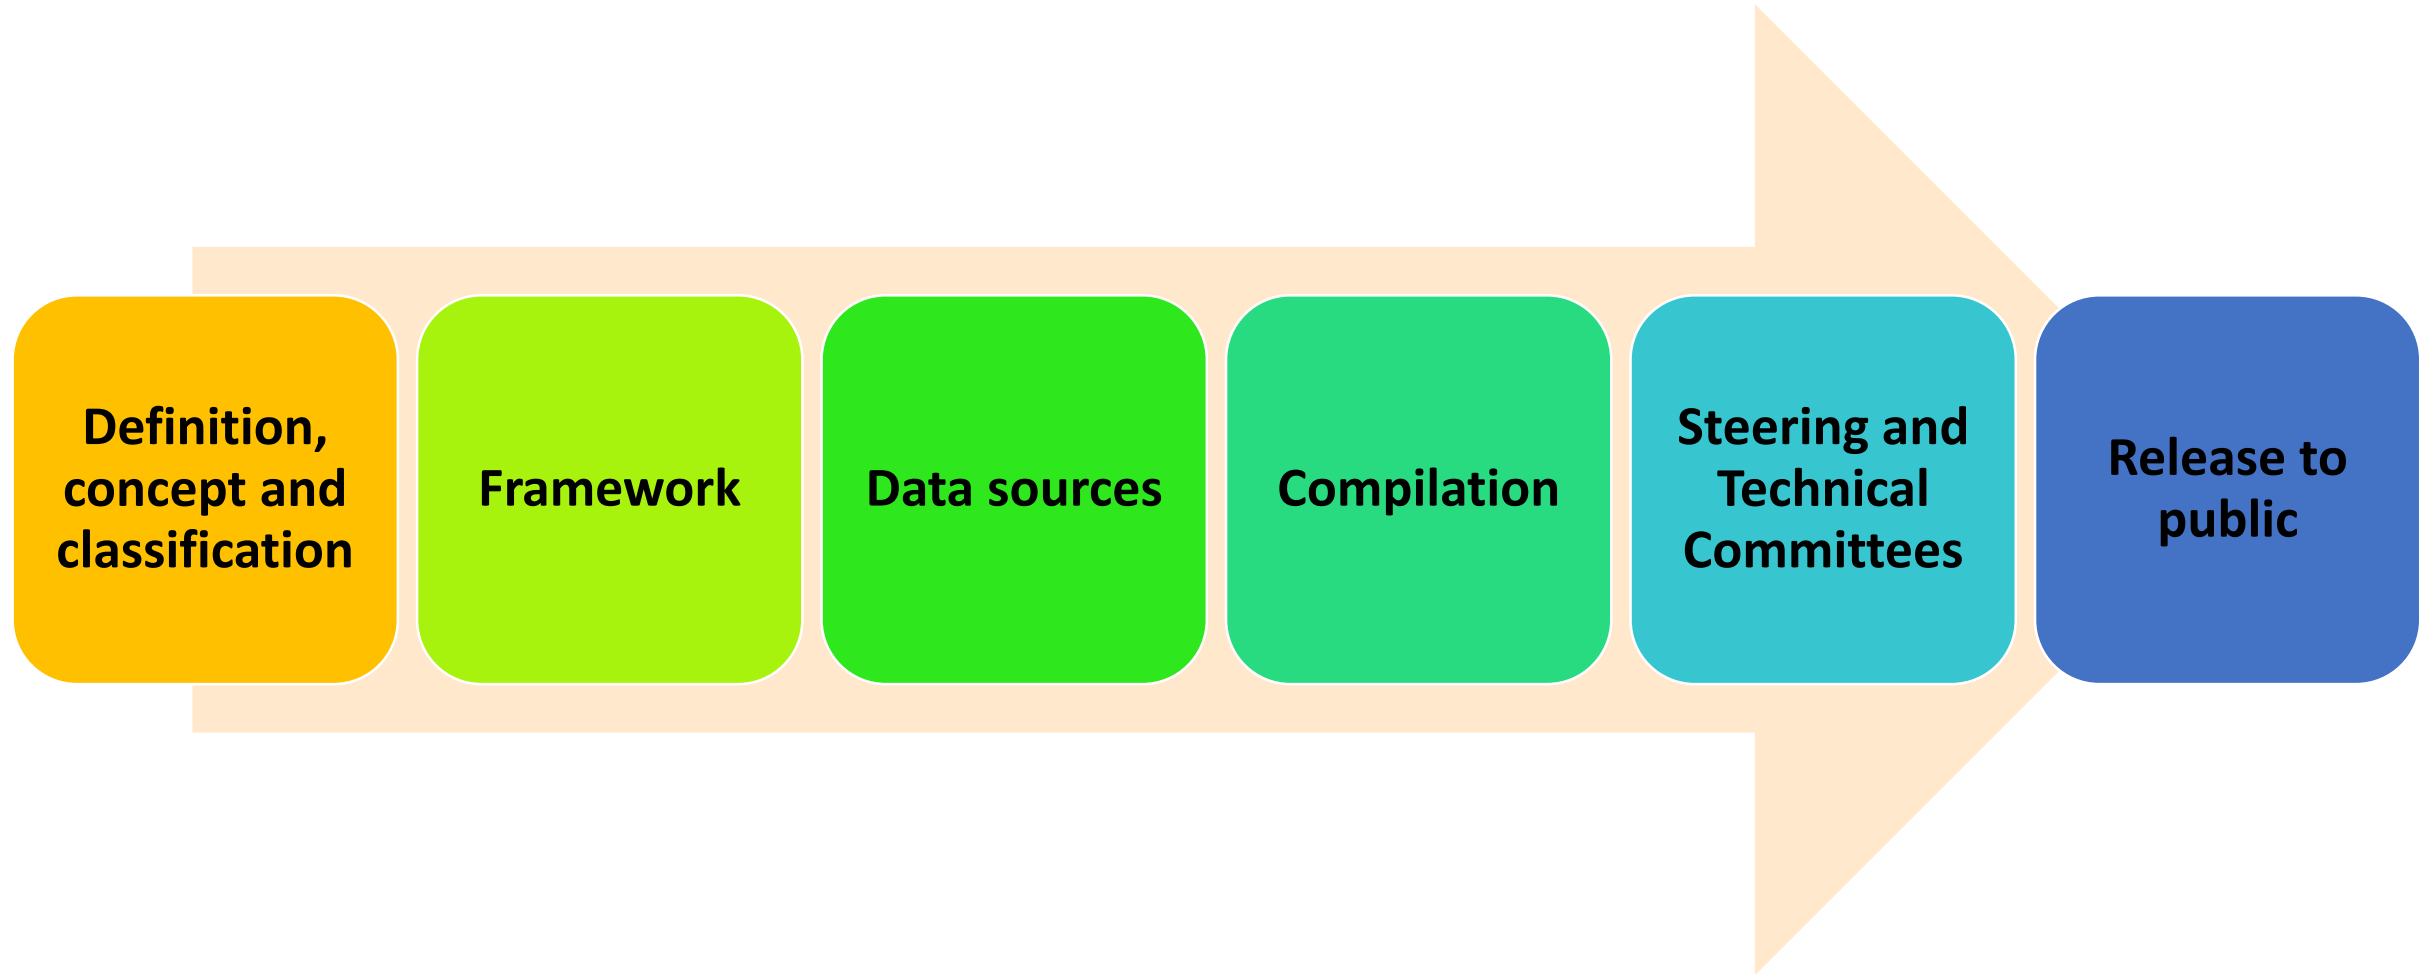 Definition,
concept and
classification
Framework
Data sources
Compilation
Steering and
Technical
Committees
Release to
public